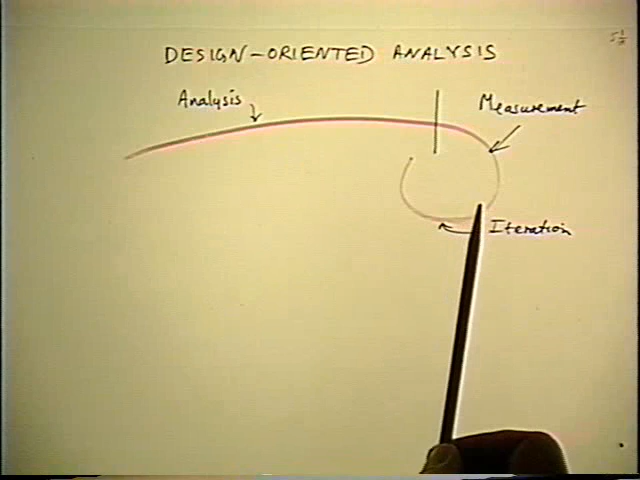 DESIGN-ORIENTED ANALYSIS
Analysis
Measurement
Iteration